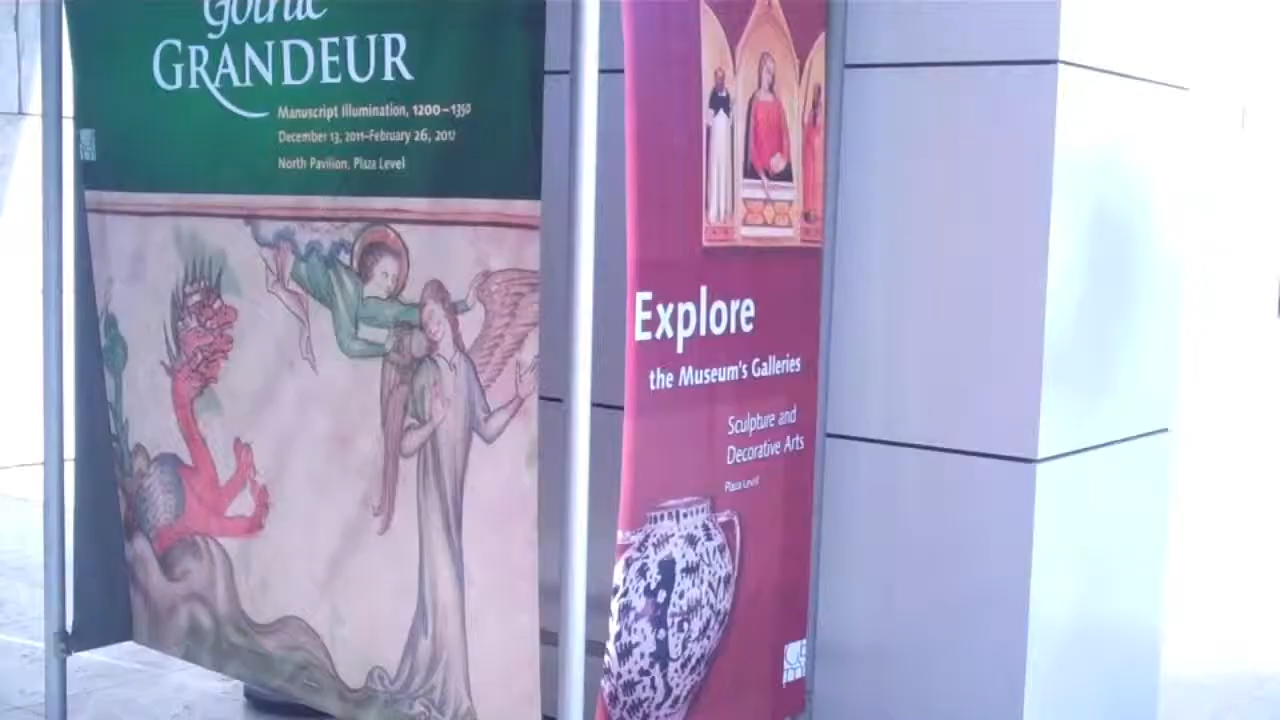 Gothic
GRANDEUR
Manuscript Illumination, 1200–1350
December 13, 2011–February 26, 2012
North Pavilion, Plaza Level
Explore
the Museum's Galleries
Sculpture and
Decorative Arts
Plaza Level